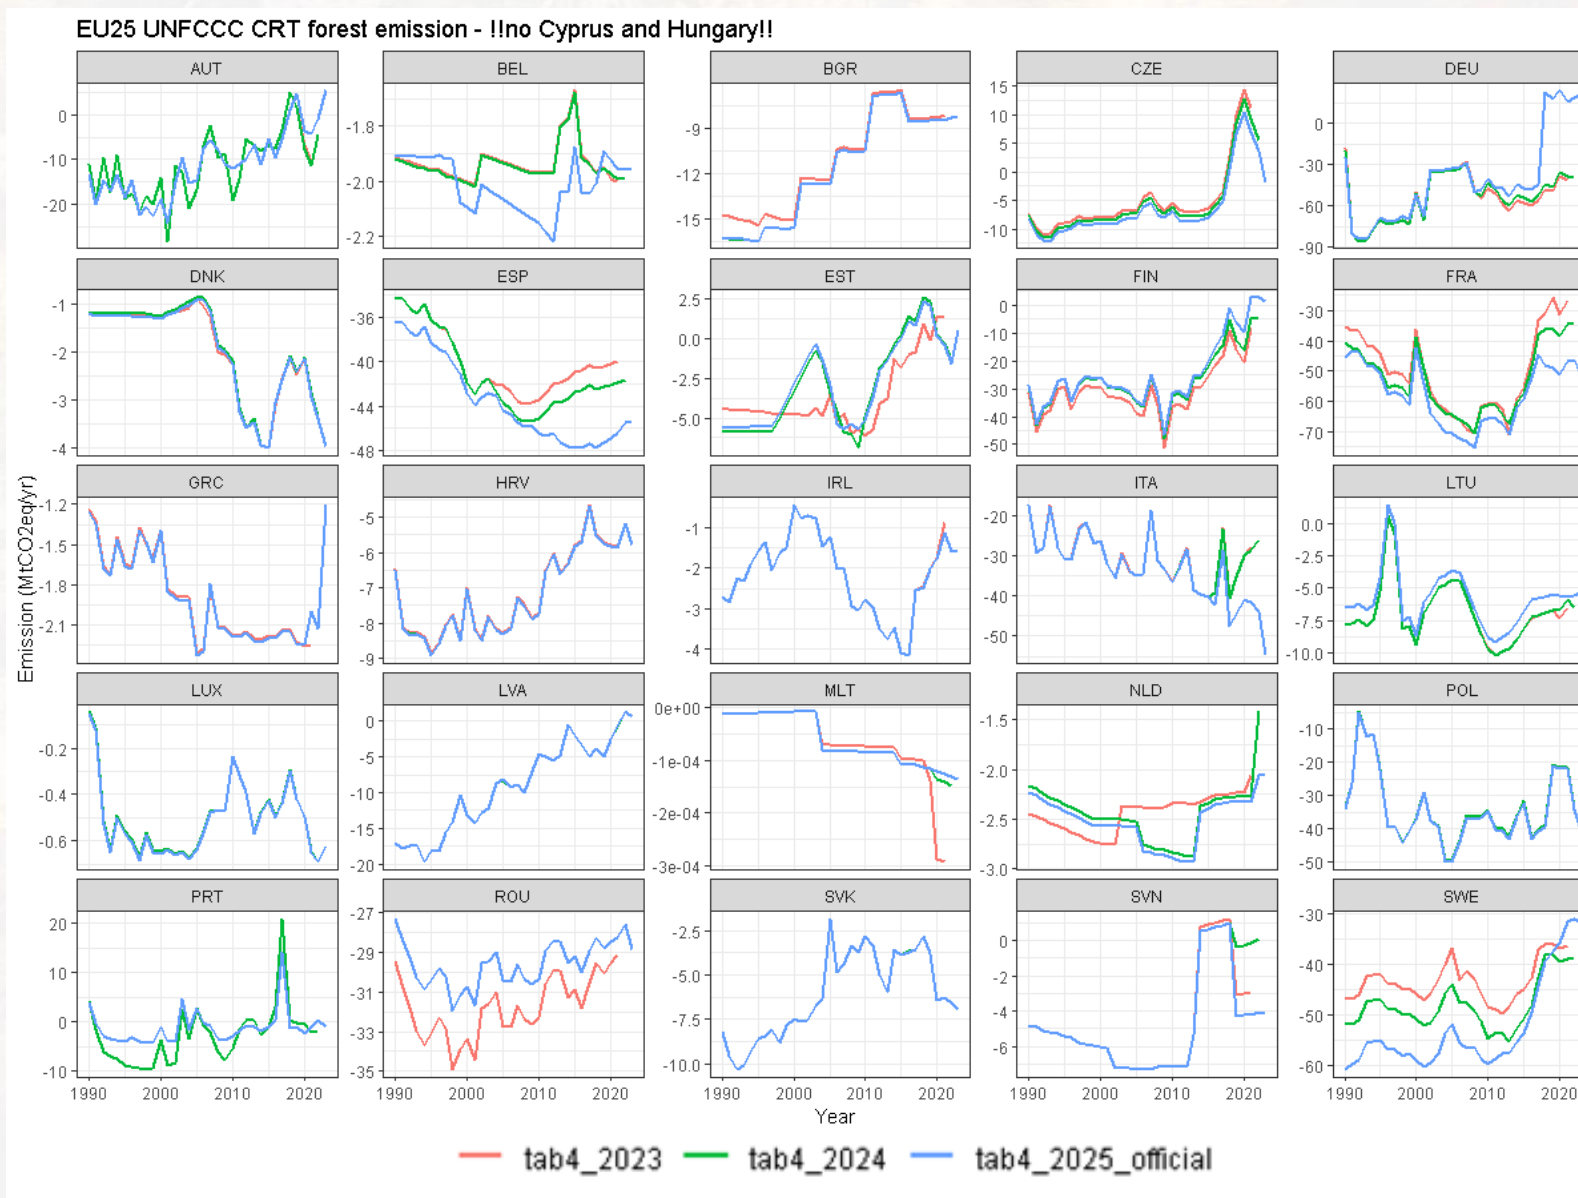 EU25 UNFCCC CRT forest emission - !!no Cyprus and Hungary!!
AUT BEL BGR CZE DEU
0 -10 -20
-1.8 -2.0 -2.2
-9 -12 -15
15 10 5 0 -5 -10
0 -30 -60 -90
DNK ESP EST FIN FRA
-1 -2 -3 -4
-36 -40 -44 -48
2.5 0.0 -2.5 -5.0
0 -10 -20 -30 -40 -50
-30 -40 -50 -60 -70
Emission (MtCO2eq/yr)
GRC HRV IRL ITA LTU
-1.2 -1.5 -1.8 -2.1
-5 -6 -7 -8 -9
-1 -2 -3 -4
-20 -30 -40 -50
0.0 -2.5 -5.0 -7.5 -10.0
LUX LVA MLT NLD POL
-0.2 -0.4 -0.6
0 -5 -10 -15 -20
0e+00 -1e-04 -2e-04 -3e-04
-1.5 -2.0 -2.5 -3.0
-10 -20 -30 -40 -50
PRT ROU SVK SVN SWE
20 10 0 -10
-27 -29 -31 -33 -35
-2.5 -5.0 -7.5 -10.0
0 -2 -4 -6
-30 -40 -50 -60
1990 2000 2010 2020 1990 2000 2010 2020 1990 2000 2010 2020 1990 2000 2010 2020 1990 2000 2010 2020
Year
tab4_2023 tab4_2024 tab4_2025_official